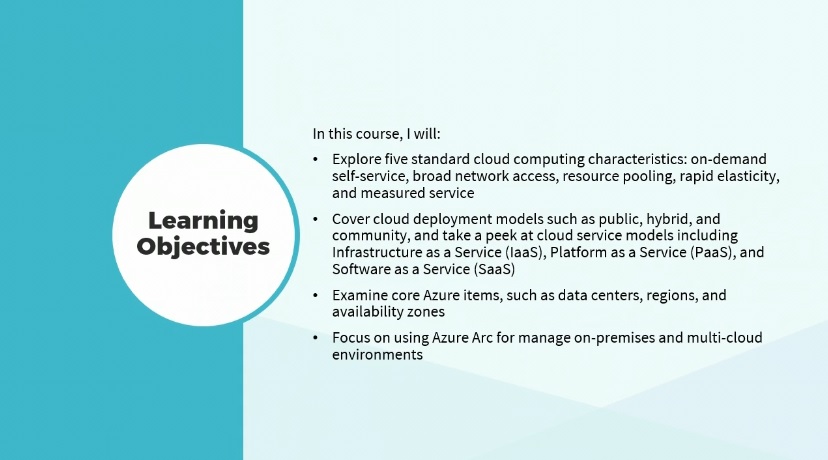 Learning
Objectives
In this course, I will:
• Explore five standard cloud computing characteristics: on-demand
self-service, broad network access, resource pooling, rapid elasticity,
and measured service
• Cover cloud deployment models such as public, hybrid, and
community, and take a peek at cloud service models including
Infrastructure as a Service (IaaS), Platform as a Service (PaaS), and
Software as a Service (SaaS)
• Examine core Azure items, such as data centers, regions, and
availability zones
• Focus on using Azure Arc for manage on-premises and multi-cloud
environments